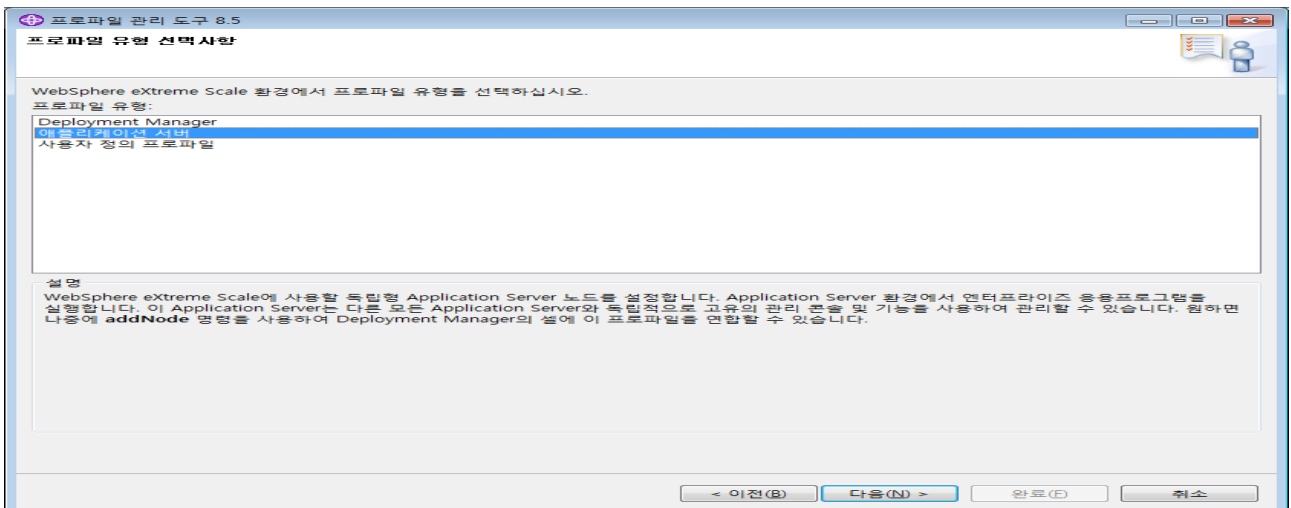 프로파일 관리 도구 8.5
프로파일 유형 선택사항
WebSphere eXtreme Scale 환경에서 프로파일 유형을 선택하십시오.
프로파일 유형:
Deployment Manager
애플리케이션 서버
사용자 정의 프로파일
설명
WebSphere eXtreme Scale에 사용할 독립형 Application Server 노드를 설정합니다. Application Server 환경에서 엔터프라이즈 응용프로그램을
실행합니다. 이 Application Server는 다른 모든 Application Server와 독립적으로 고유의 관리 콘솔 및 기능을 사용하여 관리할 수 있습니다. 원하면
나중에 addNode 명령을 사용하여 Deployment Manager의 셀에 이 프로파일을 연합할 수 있습니다.
< 이전(B) 다음(N) > 완료(F) 취소